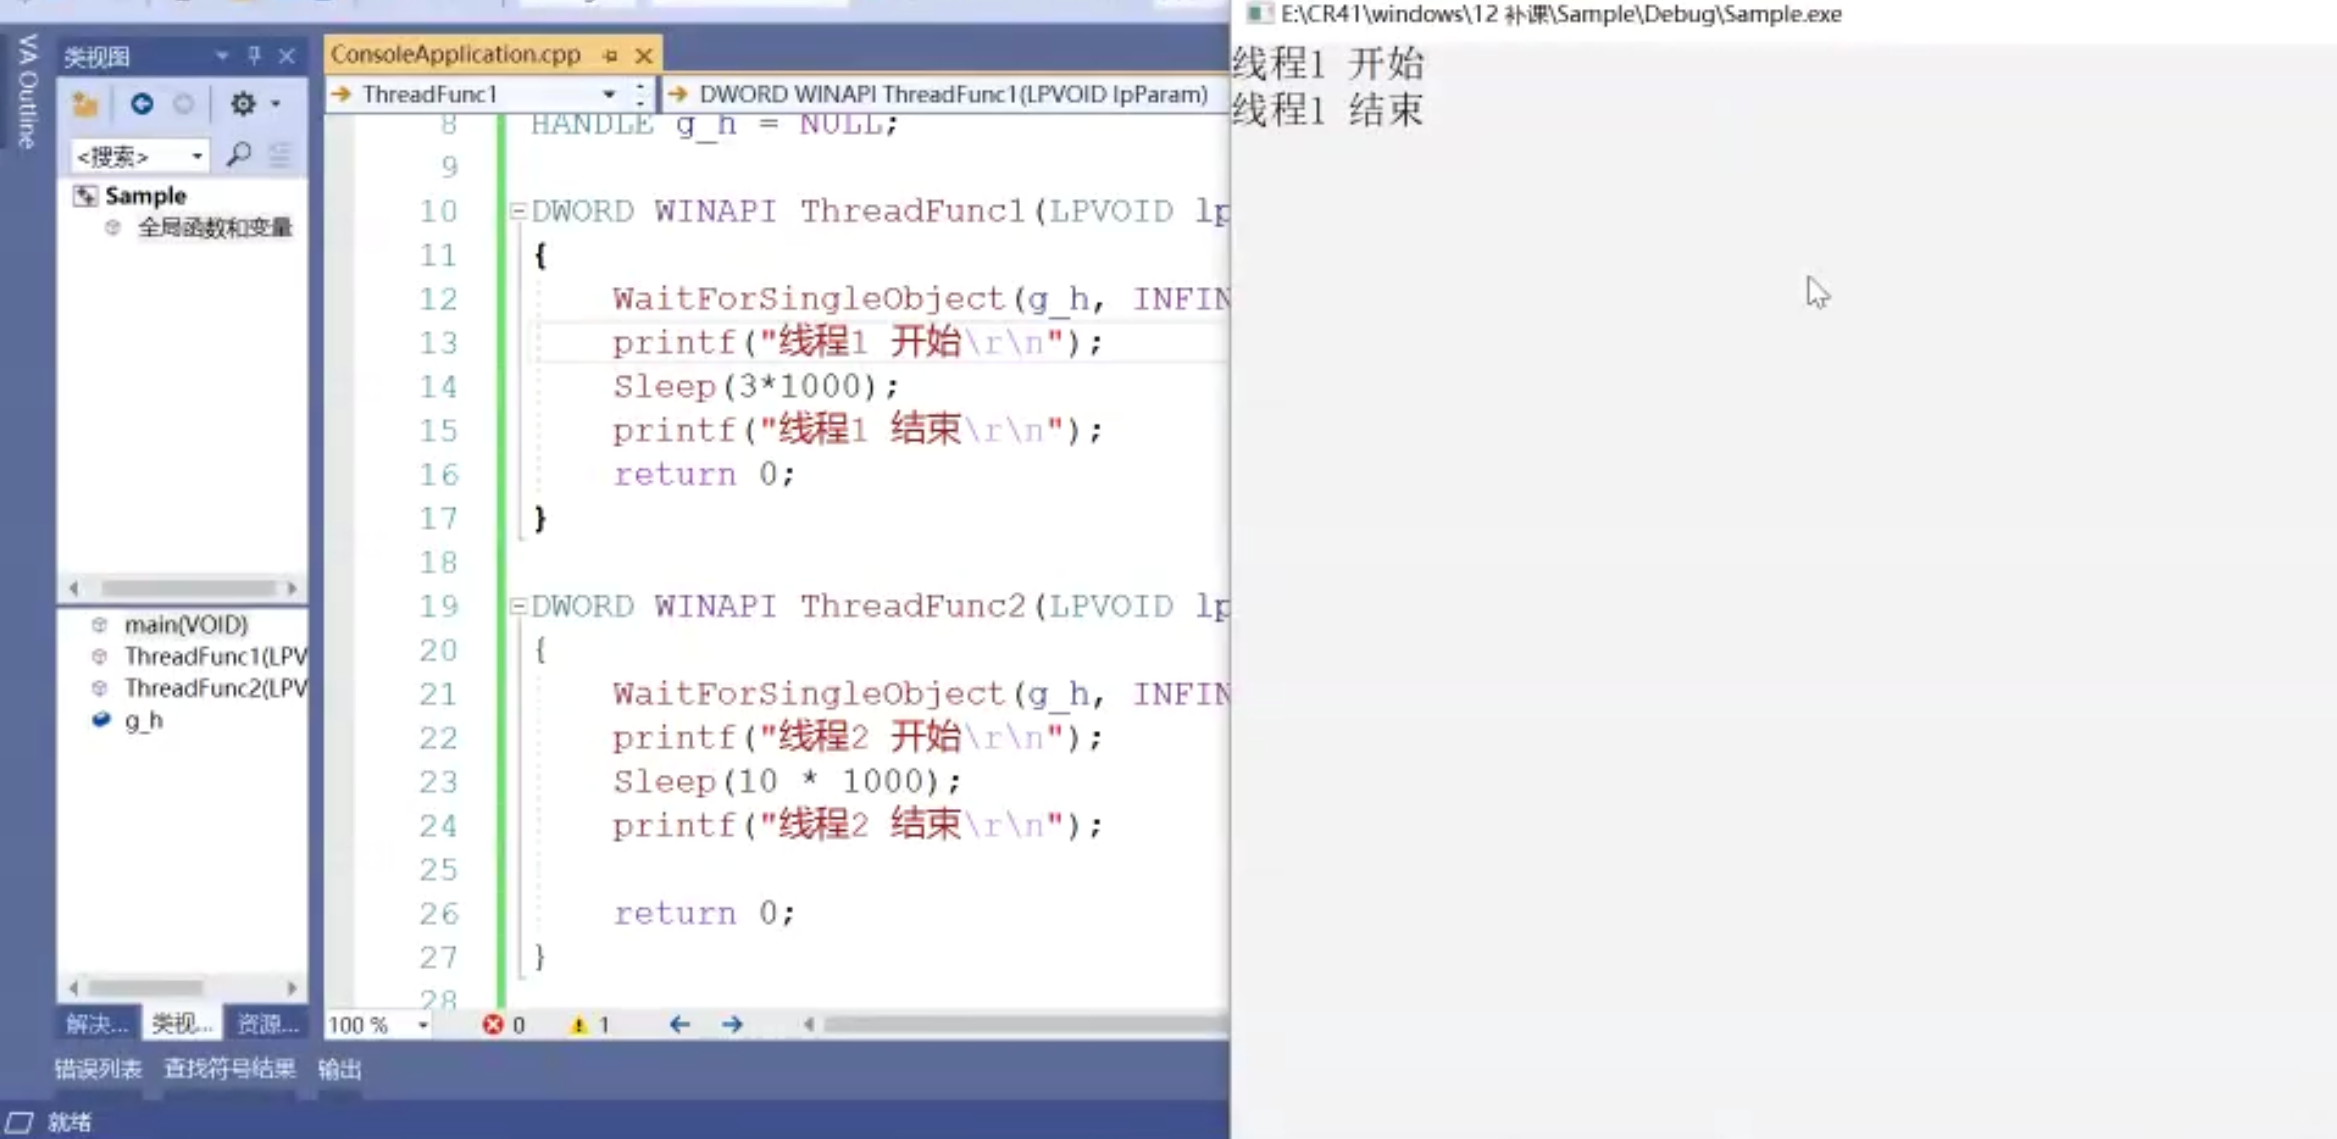 VA Outline
类视图
<搜索>
Sample
全局函数和变量
main(VOID)
ThreadFunc1(LPV
ThreadFunc2(LPV
g_h
解决... 类视... 资源...
ConsoleApplication.cpp
ThreadFunc1 DWORD WINAPI ThreadFunc1(LPVOID lpParam)
8 HANDLE g_h = NULL;
9
10 DWORD WINAPI ThreadFunc1(LPVOID lp
11 {
12 WaitForSingleObject(g_h, INFIN
13 printf("线程1 开始\r\n");
14 Sleep(3*1000);
15 printf("线程1 结束\r\n");
16 return 0;
17 }
18
19 DWORD WINAPI ThreadFunc2(LPVOID lp
20 {
21 WaitForSingleObject(g_h, INFIN
22 printf("线程2 开始\r\n");
23 Sleep(10 * 1000);
24 printf("线程2 结束\r\n");
25
26 return 0;
27 }
28
100 % 0 1
错误列表 查找符号结果 输出
就绪
E:\CR41\windows\12 补课\Sample\Debug\Sample.exe
线程1 开始
线程1 结束